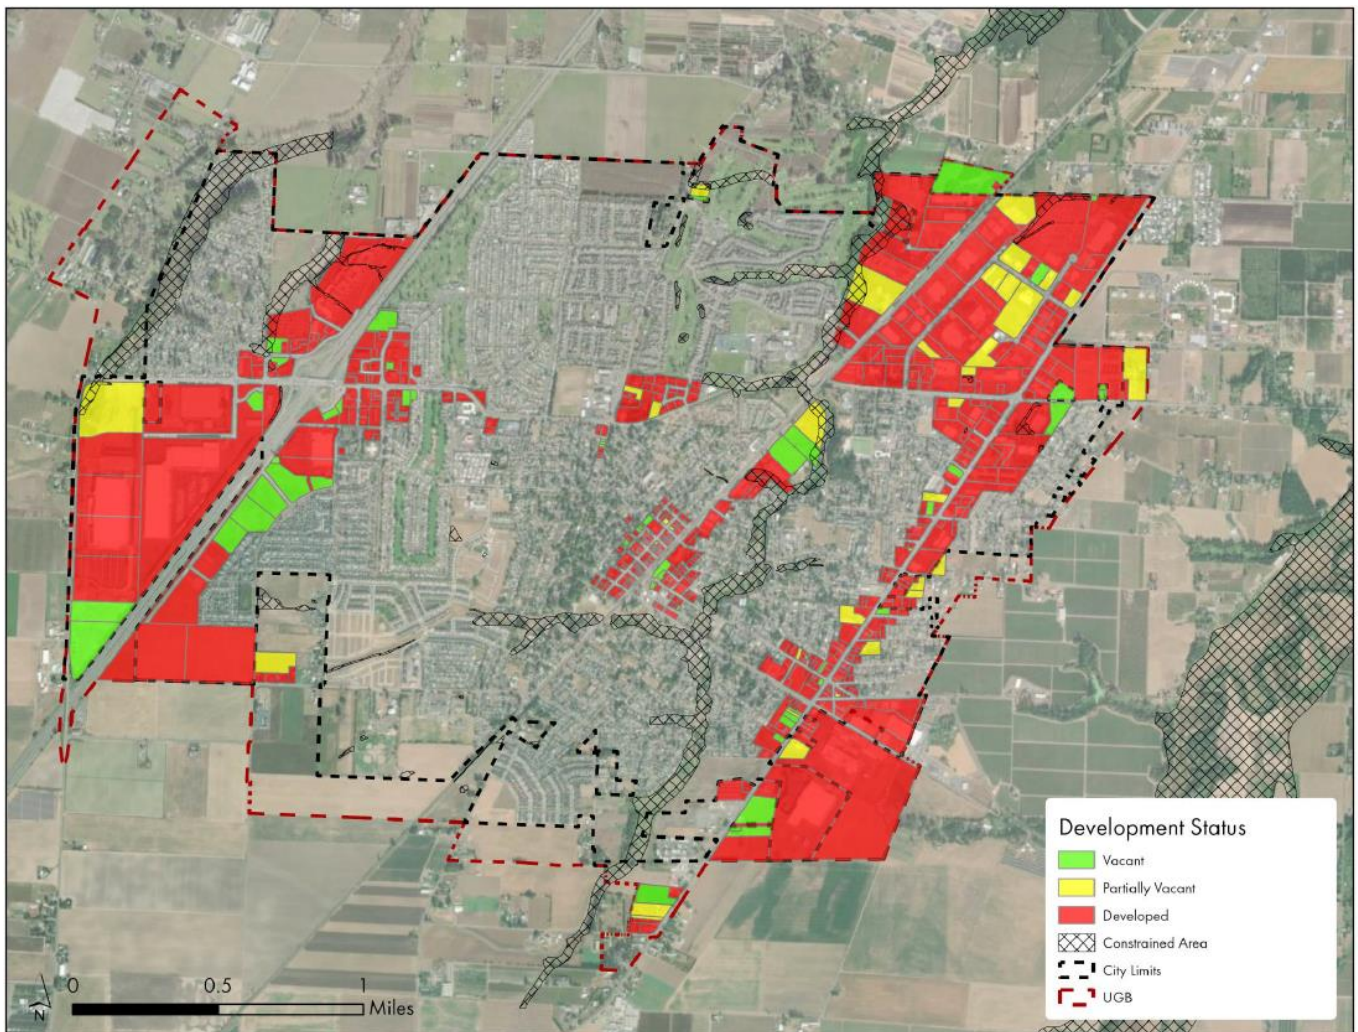 Development Status
Vacant
Partially Vacant
Developed
Constrained Area
City Limits
UGB
0 0.5 1
Miles
N